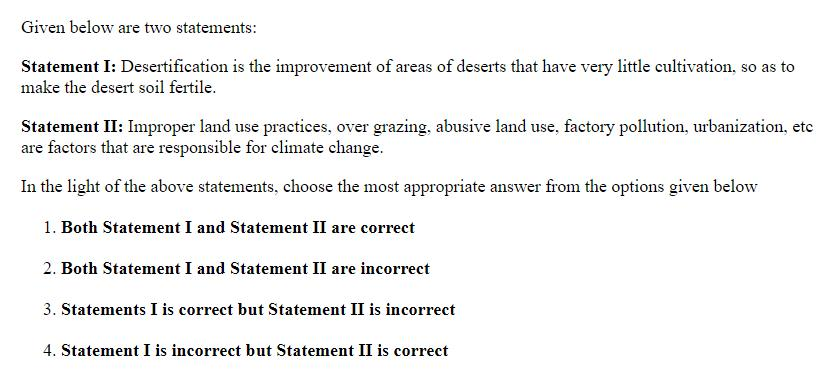 Given below are two statements:
Statement I: Desertification is the improvement of areas of deserts that have very little cultivation, so as to
make the desert soil fertile.
Statement II: Improper land use practices, over grazing, abusive land use, factory pollution, urbanization, etc
are factors that are responsible for climate change.
In the light of the above statements, choose the most appropriate answer from the options given below
1. Both Statement I and Statement II are correct
2. Both Statement I and Statement II are incorrect
3. Statements I is correct but Statement II is incorrect
4. Statement I is incorrect but Statement II is correct